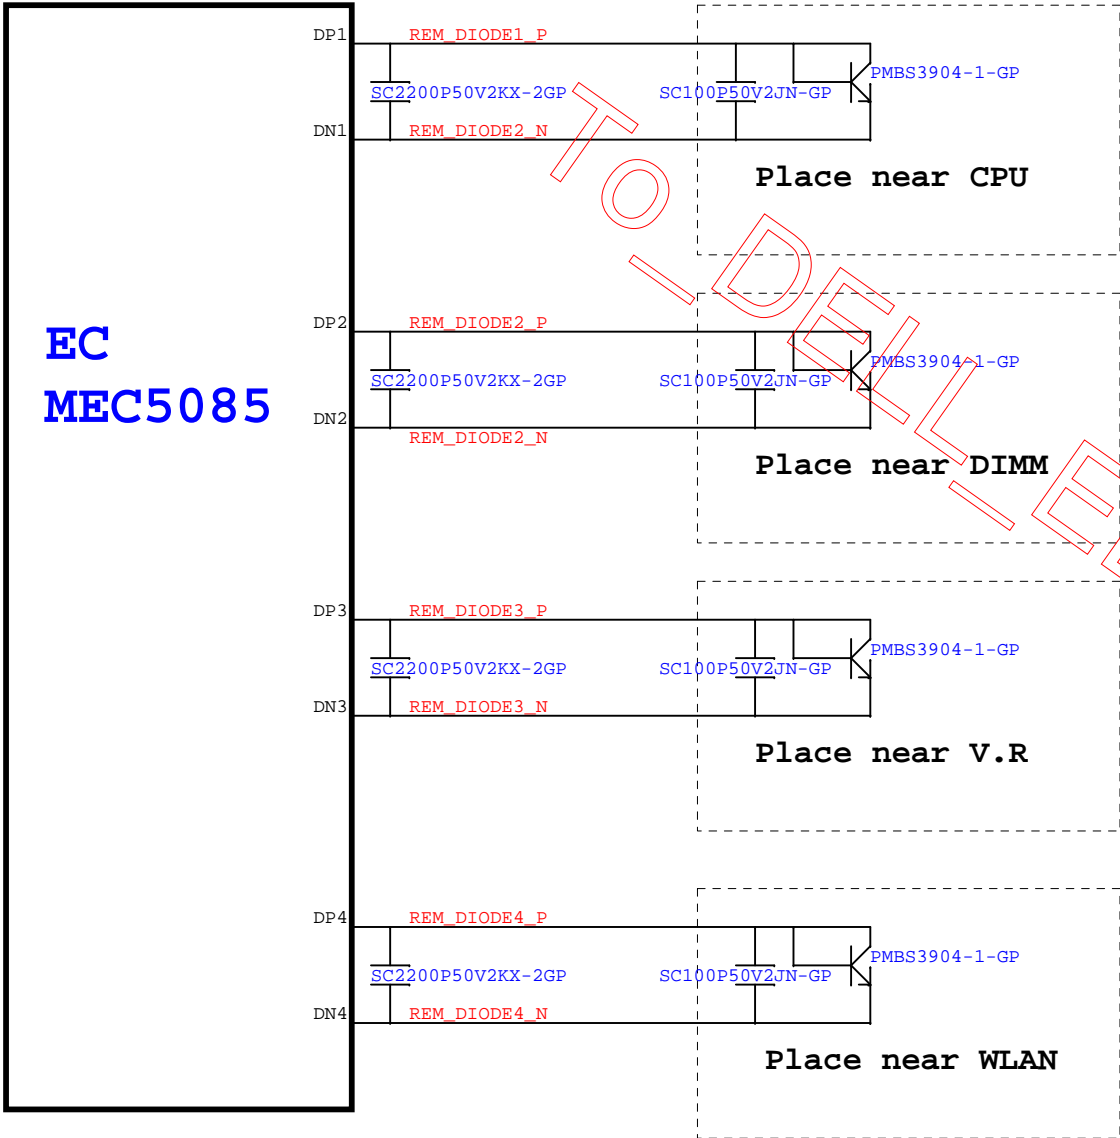 DP1 REM_DIODE1_P
SC2200P50V2KX-2GP SC100P50V2JN-GP PMBS3904-1-GP
DN1 REM_DIODE2_N
Place near CPU
To_DELL_E
EC
MEC5085
DP2 REM_DIODE2_P
SC2200P50V2KX-2GP SC100P50V2JN-GP PMBS3904-1-GP
DN2 REM_DIODE2_N
Place near DIMM
DP3 REM_DIODE3_P
SC2200P50V2KX-2GP SC100P50V2JN-GP PMBS3904-1-GP
DN3 REM_DIODE3_N
Place near V.R
DP4 REM_DIODE4_P
SC2200P50V2KX-2GP SC100P50V2JN-GP PMBS3904-1-GP
DN4 REM_DIODE4_N
Place near WLAN